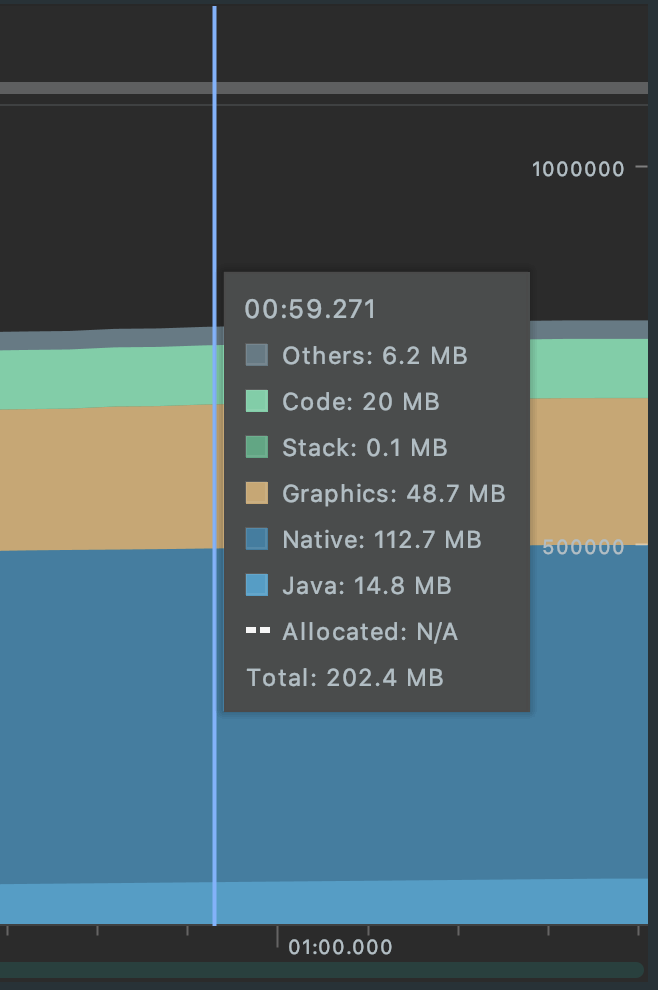 1000000
00:59.271
Others: 6.2 MB
Code: 20 MB
Stack: 0.1 MB
Graphics: 48.7 MB
Native: 112.7 MB
500000
Java: 14.8 MB
Allocated: N/A
Total: 202.4 MB
01:00.000